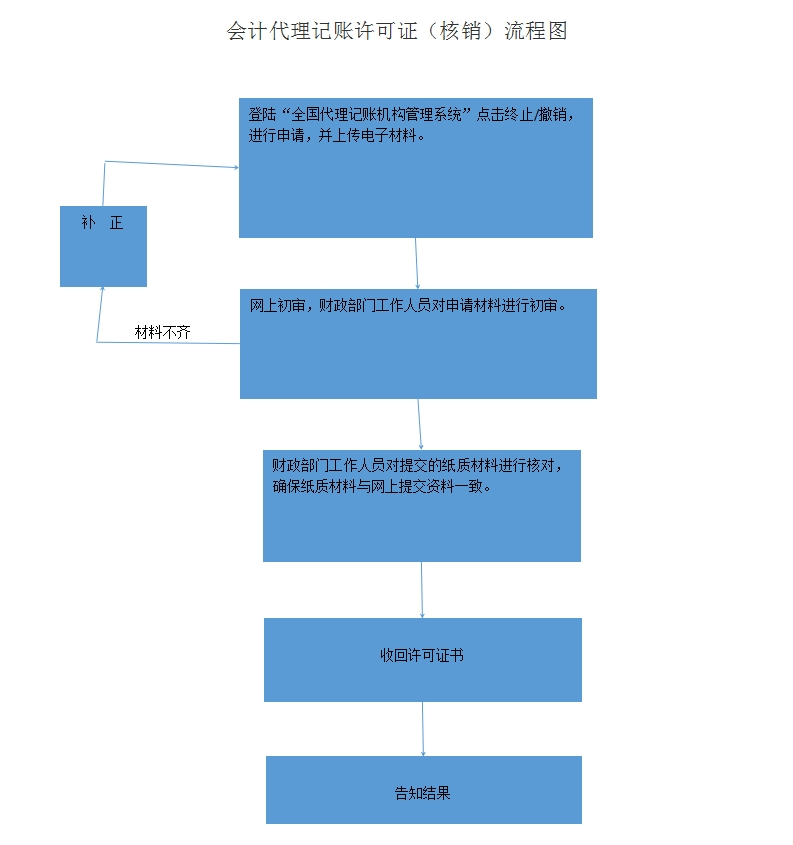 会计代理记账许可证（核销）流程图
登陆“全国代理记账机构管理系统”点击终止/撤销，
进行申请，并上传电子材料。
补 正
网上初审，财政部门工作人员对申请材料进行初审。
材料不齐
财政部门工作人员对提交的纸质材料进行核对，
确保纸质材料与网上提交资料一致。
收回许可证书
告知结果